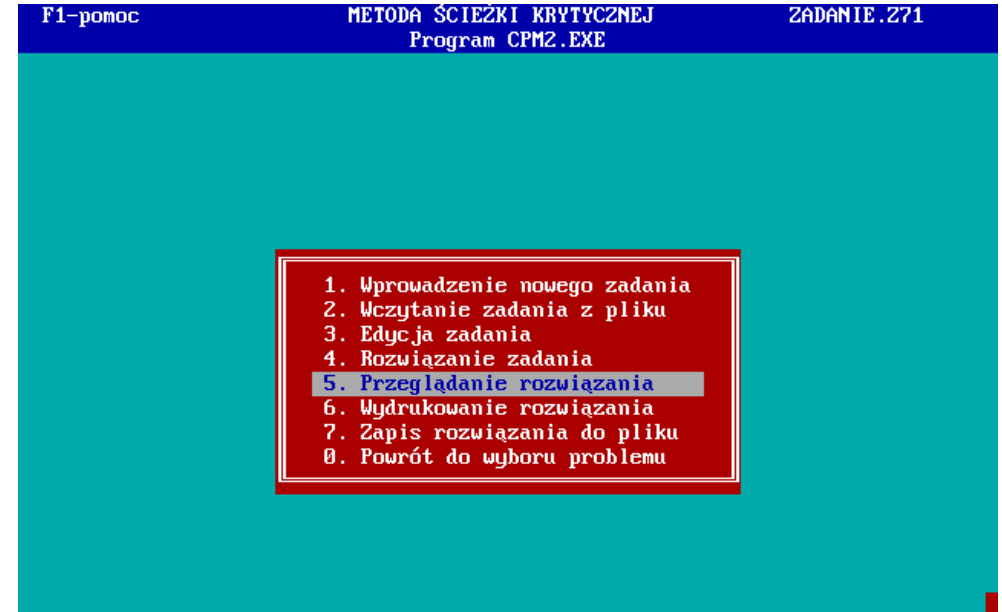 F1-pomoc METODA ŚCIEŻKI KRYTYCZNEJ ZADANIE.Z71
Program CPM2.EXE
1. Wprowadzenie nowego zadania
2. Wczytanie zadania z pliku
3. Edycja zadania
4. Rozwiązanie zadania
5. Przeglądanie rozwiązania
6. Wydrukowanie rozwiązania
7. Zapis rozwiązania do pliku
0. Powrót do wyboru problemu